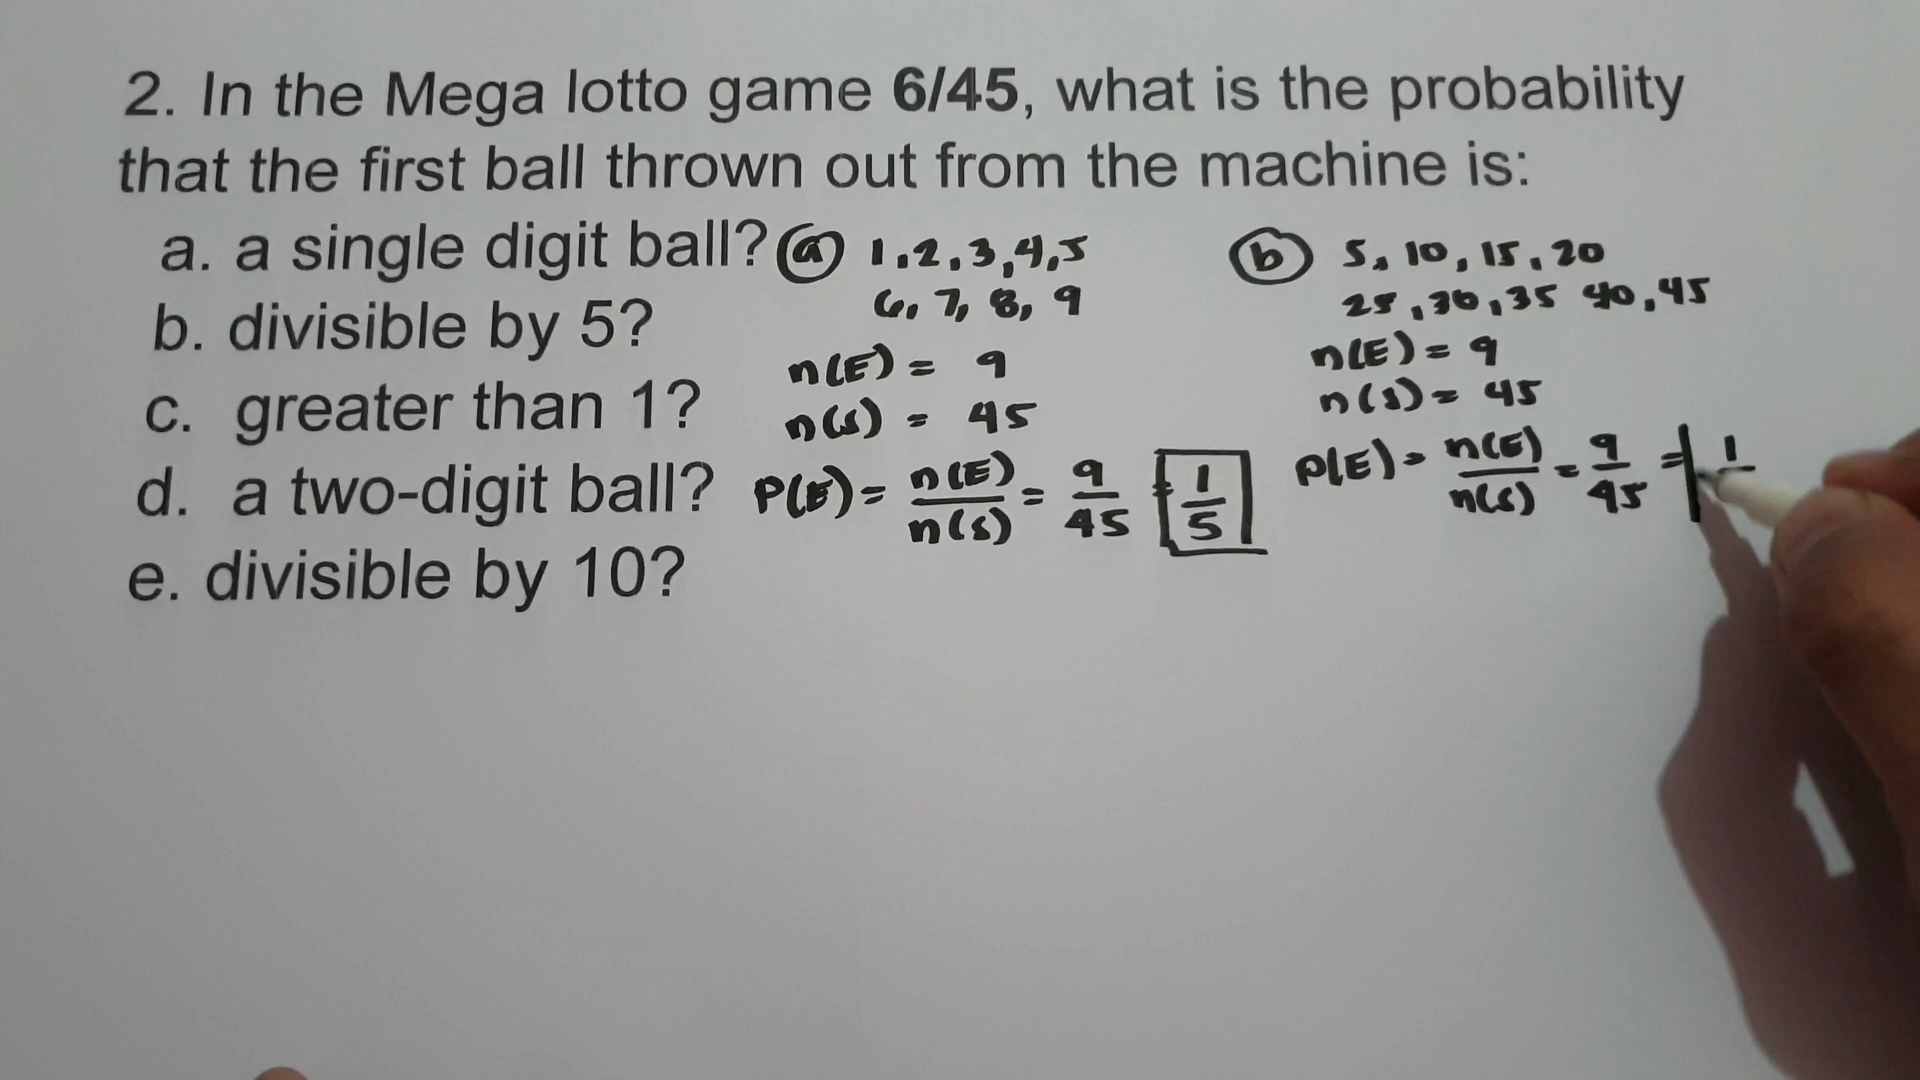 2. In the Mega lotto game 6/45, what is the probability
that the first ball thrown out from the machine is:
a. a single digit ball?
b. divisible by 5?
c. greater than 1?
d. a two-digit ball?
e. divisible by 10?
a 1,2,3,4,5
6,7,8,9
n(E) = 9
n(s) = 45
P(E) = n(E)/n(s) = 9/45 = 1/5
b 5,10,15,20
25,30,35 40,45
n(E) = 9
n(s) = 45
P(E) = n(E)/n(s) = 9/45 = 1